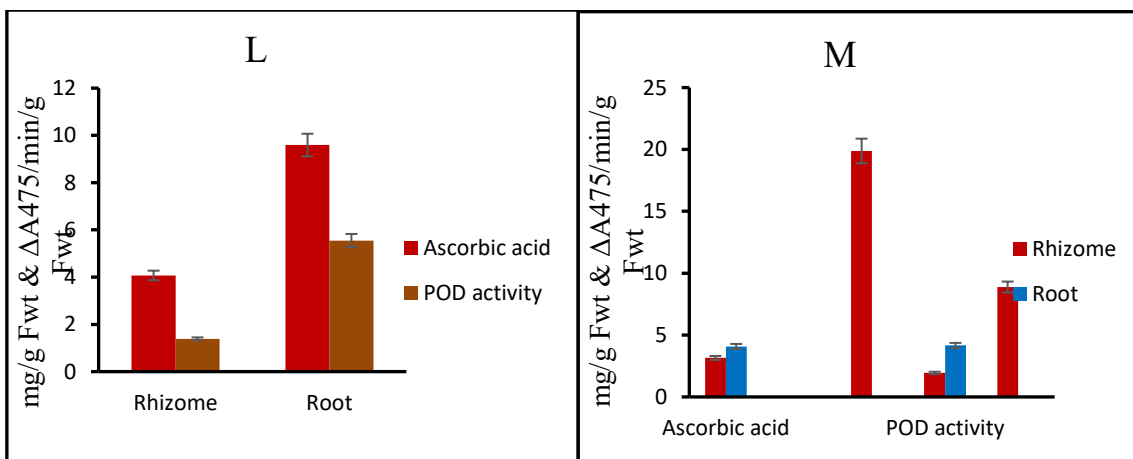 L
mg/g Fwt & ΔA475/min/g
Fwt
12
10
8
6
4
2
0
Rhizome
Root
Ascorbic acid
POD activity
M
mg/g Fwt & ΔA475/min/g
Fwt
25
20
15
10
5
0
Ascorbic acid
POD activity
Rhizome
Root